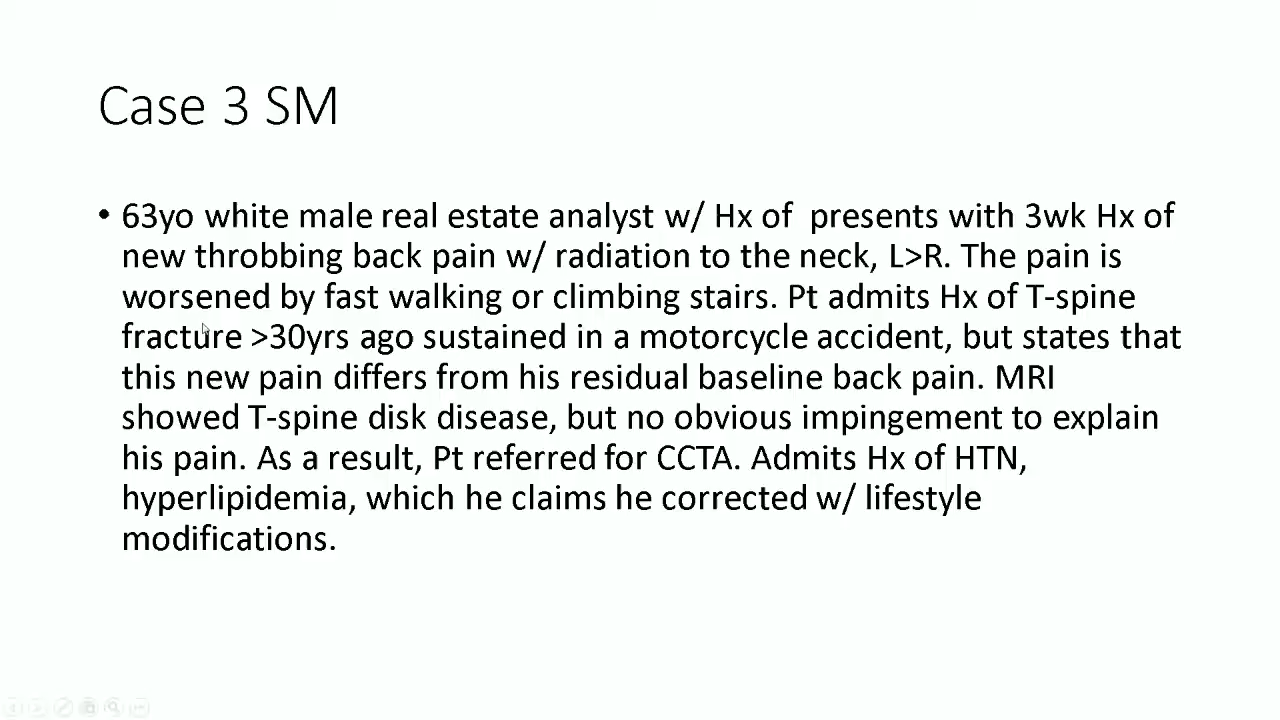 Case 3 SM
• 63yo white male real estate analyst w/ Hx of  presents with 3wk Hx of
new throbbing back pain w/ radiation to the neck, L>R. The pain is
worsened by fast walking or climbing stairs. Pt admits Hx of T-spine
fracture >30yrs ago sustained in a motorcycle accident, but states that
this new pain differs from his residual baseline back pain. MRI
showed T-spine disk disease, but no obvious impingement to explain
his pain. As a result, Pt referred for CCTA. Admits Hx of HTN,
hyperlipidemia, which he claims he corrected w/ lifestyle
modifications.